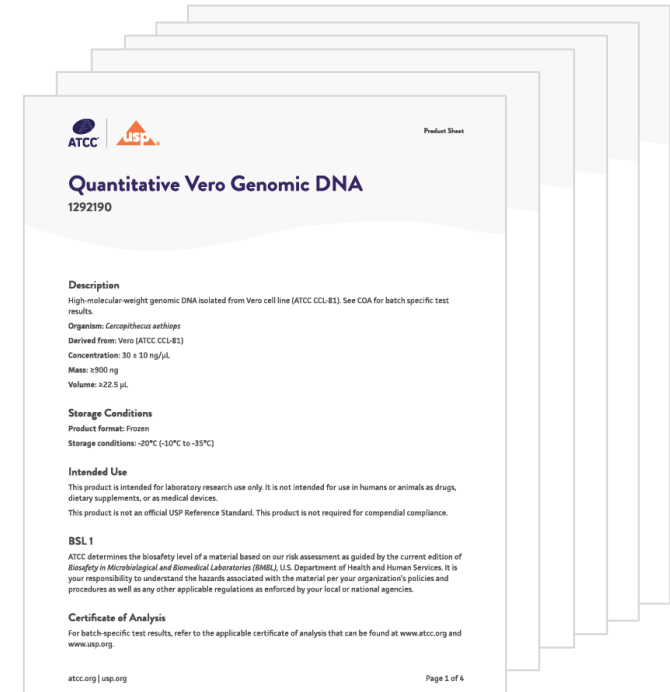 ATCC
usp
Product Sheet
Quantitative Vero Genomic DNA
1292190
Description
High-molecular-weight genomic DNA isolated from Vero cell line (ATCC CCL-81). See COA for batch specific test
results.
Organism: Cercopithecus aethiops
Derived from: Vero (ATCC CCL-81)
Concentration: 30 ± 10 ng/μL
Mass: ≥900 ng
Volume: ≥22.5 μL
Storage Conditions
Product format: Frozen
Storage conditions: -20°C (-10°C to -35°C)
Intended Use
This product is intended for laboratory research use only. It is not intended for use in humans or animals as drugs,
dietary supplements, or as medical devices.
This product is not an official USP Reference Standard. This product is not required for compendial compliance.
BSL 1
ATCC determines the biosafety level of a material based on our risk assessment as guided by the current edition of
Biosafety in Microbiological and Biomedical Laboratories (BMBL), U.S. Department of Health and Human Services. It is
your responsibility to understand the hazards associated with the material per your organization's policies and
procedures as well as any other applicable regulations as enforced by your local or national agencies.
Certificate of Analysis
For batch-specific test results, refer to the applicable certificate of analysis that can be found at www.atcc.org and
www.usp.org.
atcc.org | usp.org
Page 1 of 4